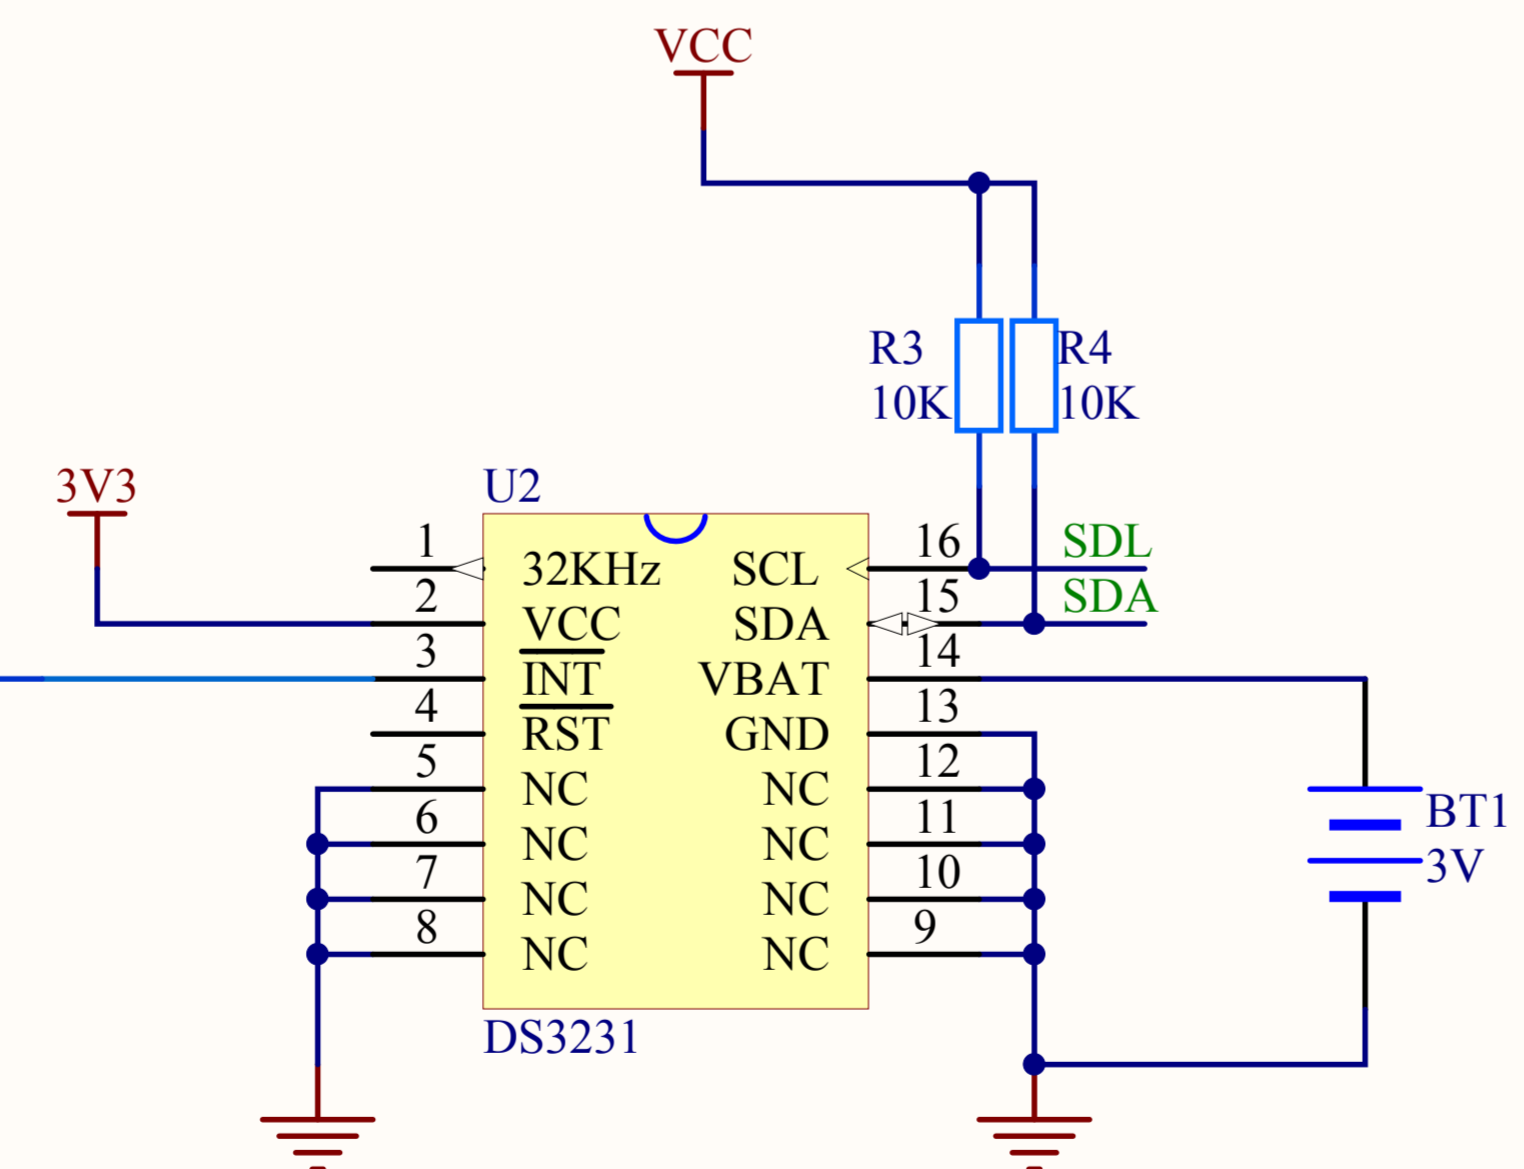 VCC
R3
10K
R4
10K
3V3
U2
1
2
3
4
5
6
7
8
32KHz
VCC
INT
RST
NC
NC
NC
NC
SCL
SDA
VBAT
GND
NC
NC
NC
NC
16
15
14
13
12
11
10
9
SDL
SDA
BT1
3V
DS3231